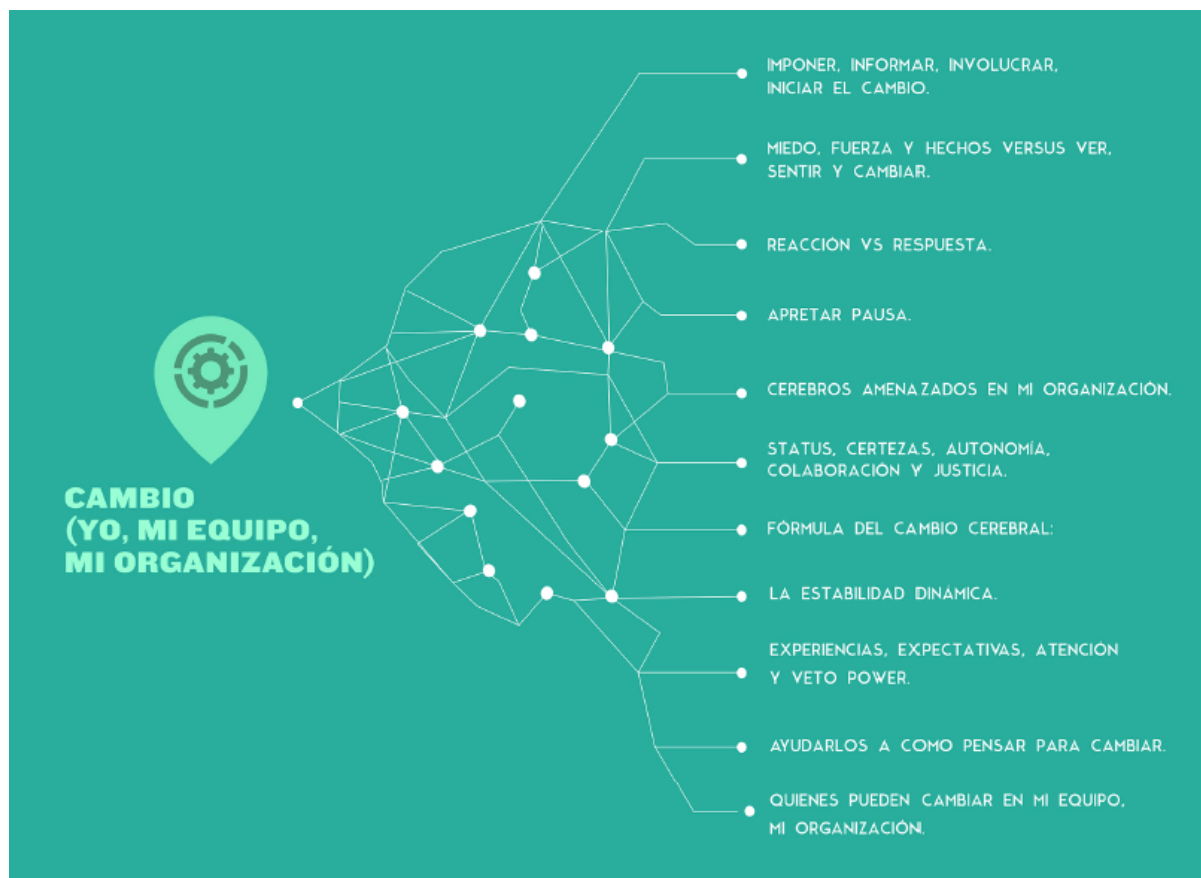 IMPONER, INFORMAR, INVOLUCRAR,
INICIAR EL CAMBIO.
MIEDO, FUERZA Y HECHOS VERSUS VER,
SENTIR Y CAMBIAR.
REACCIÓN VS RESPUESTA.
APRETAR PAUSA.
CEREBROS AMENAZADOS EN MI ORGANIZACIÓN.
STATUS, CERTEZAS, AUTONOMÍA,
COLABORACIÓN Y JUSTICIA.
CAMBIO
(YO, MI EQUIPO,
MI ORGANIZACIÓN)
FÓRMULA DEL CAMBIO CEREBRAL:
LA ESTABILIDAD DINÁMICA.
EXPERIENCIAS, EXPECTATIVAS, ATENCIÓN
Y VETO POWER.
AYUDARLOS A COMO PENSAR PARA CAMBIAR.
QUIENES PUEDEN CAMBIAR EN MI EQUIPO,
MI ORGANIZACIÓN.